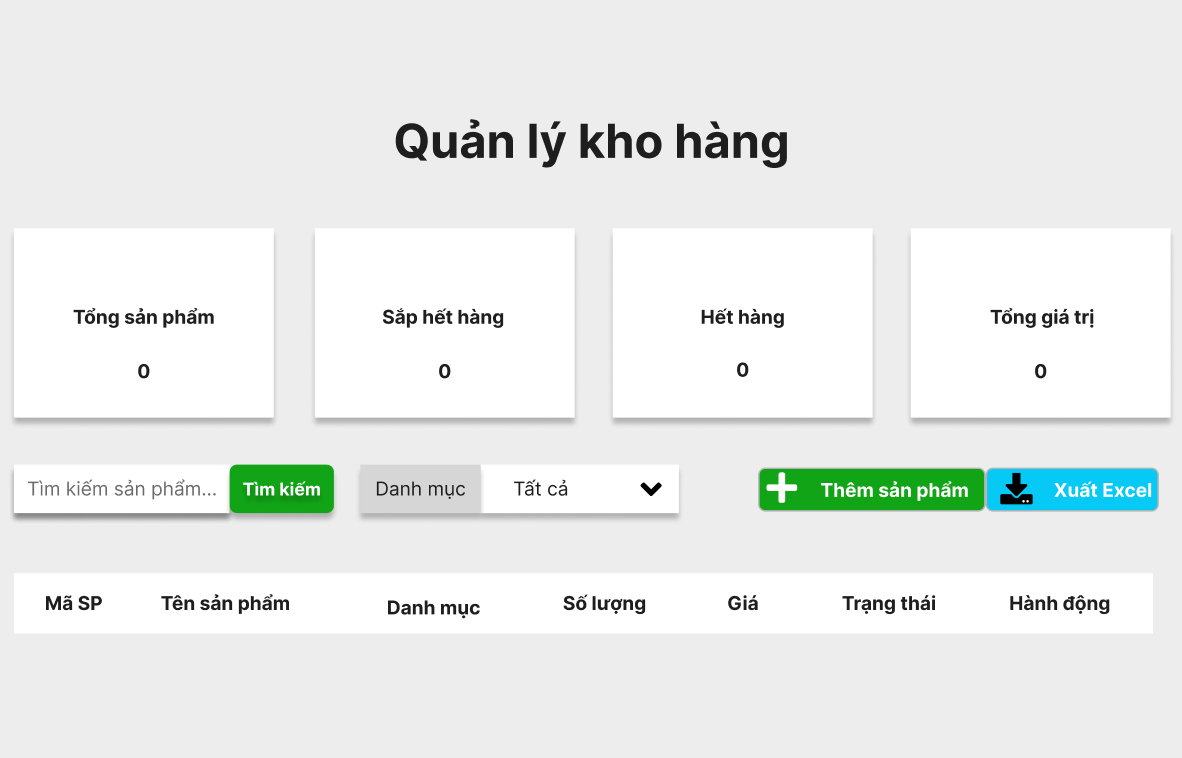 Quản lý kho hàng
Tổng sản phẩm
0
Sắp hết hàng
0
Hết hàng
0
Tổng giá trị
0
Tìm kiếm sản phẩm...
Tìm kiếm
Danh mục
Tất cả
Thêm sản phẩm
Xuất Excel
Mã SP
Tên sản phẩm
Danh mục
Số lượng
Giá
Trạng thái
Hành động